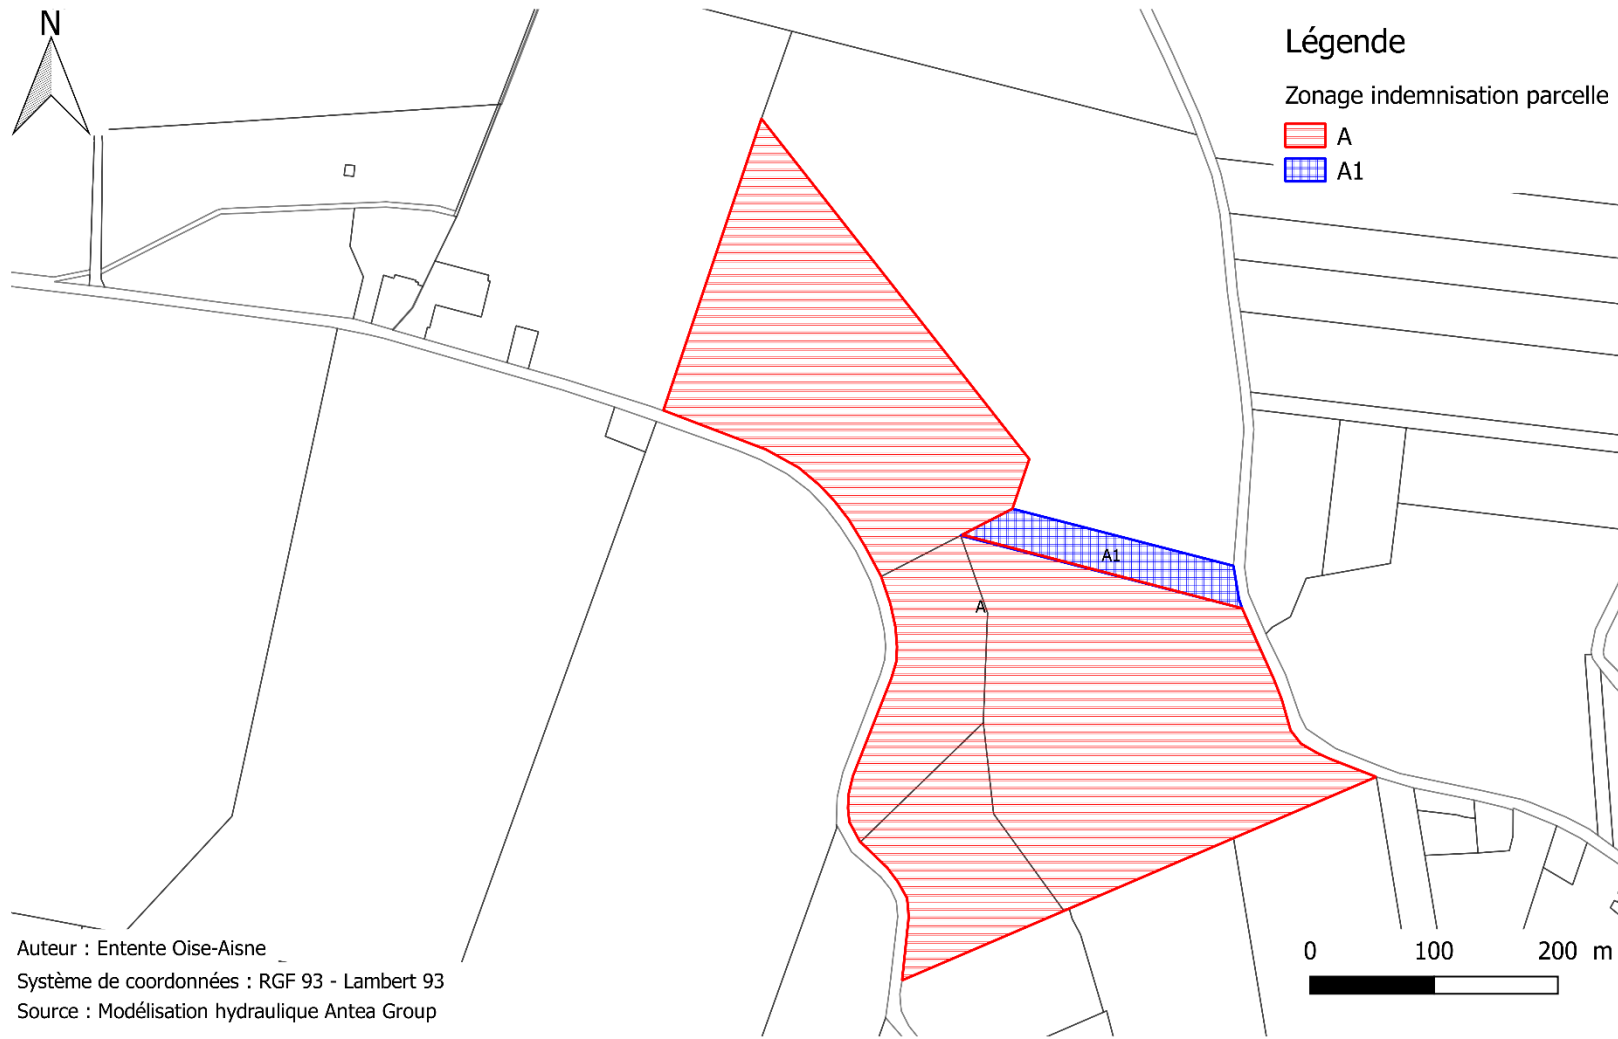 N
Légende
Zonage indemnisation parcelle
A
A1
A1
A
Auteur : Entente Oise-Aisne
Système de coordonnées : RGF 93 - Lambert 93
Source : Modélisation hydraulique Antea Group
0 100 200 m